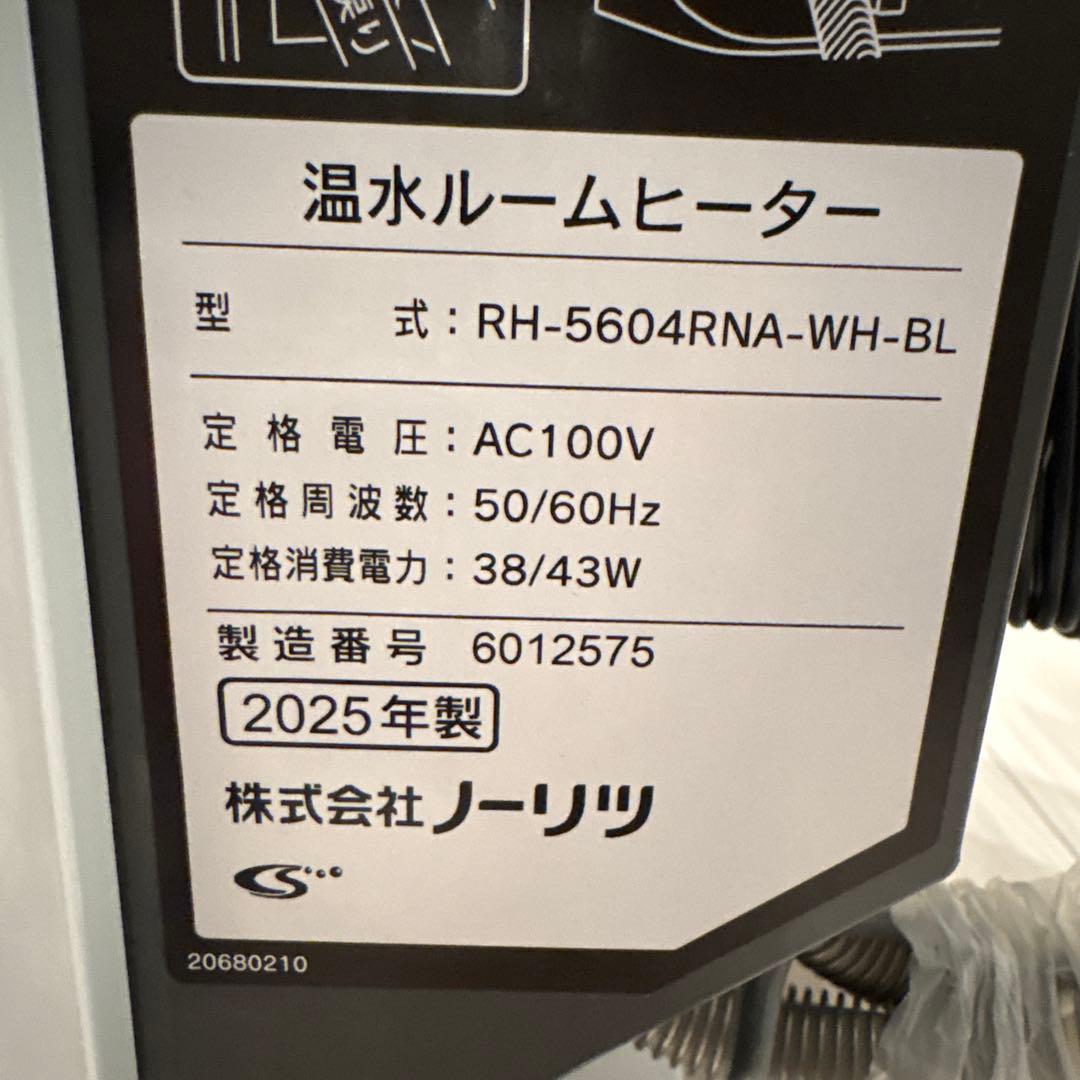 戻り
温水ルームヒーター
型 式：RH-5604RNA-WH-BL
定格電圧：AC100V
定格周波数：50/60Hz
定格消費電力：38/43W
製造番号 6012575
2025年製
株式会社ノーリツ
20680210